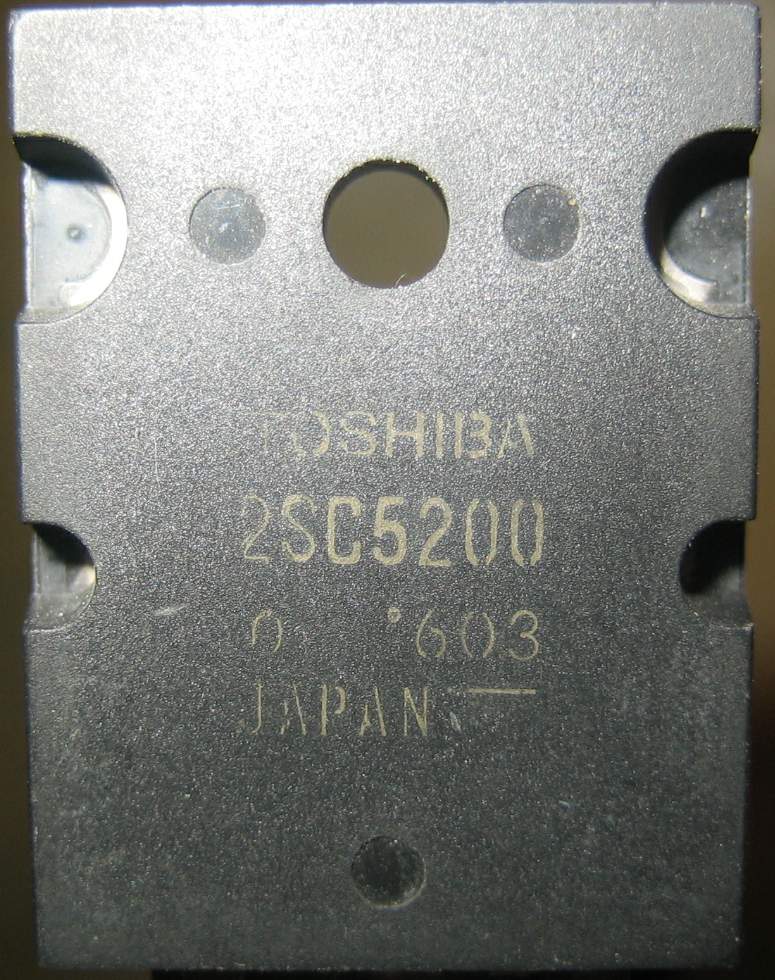 TOSHIBA
2SC5200
O °603
JAPAN